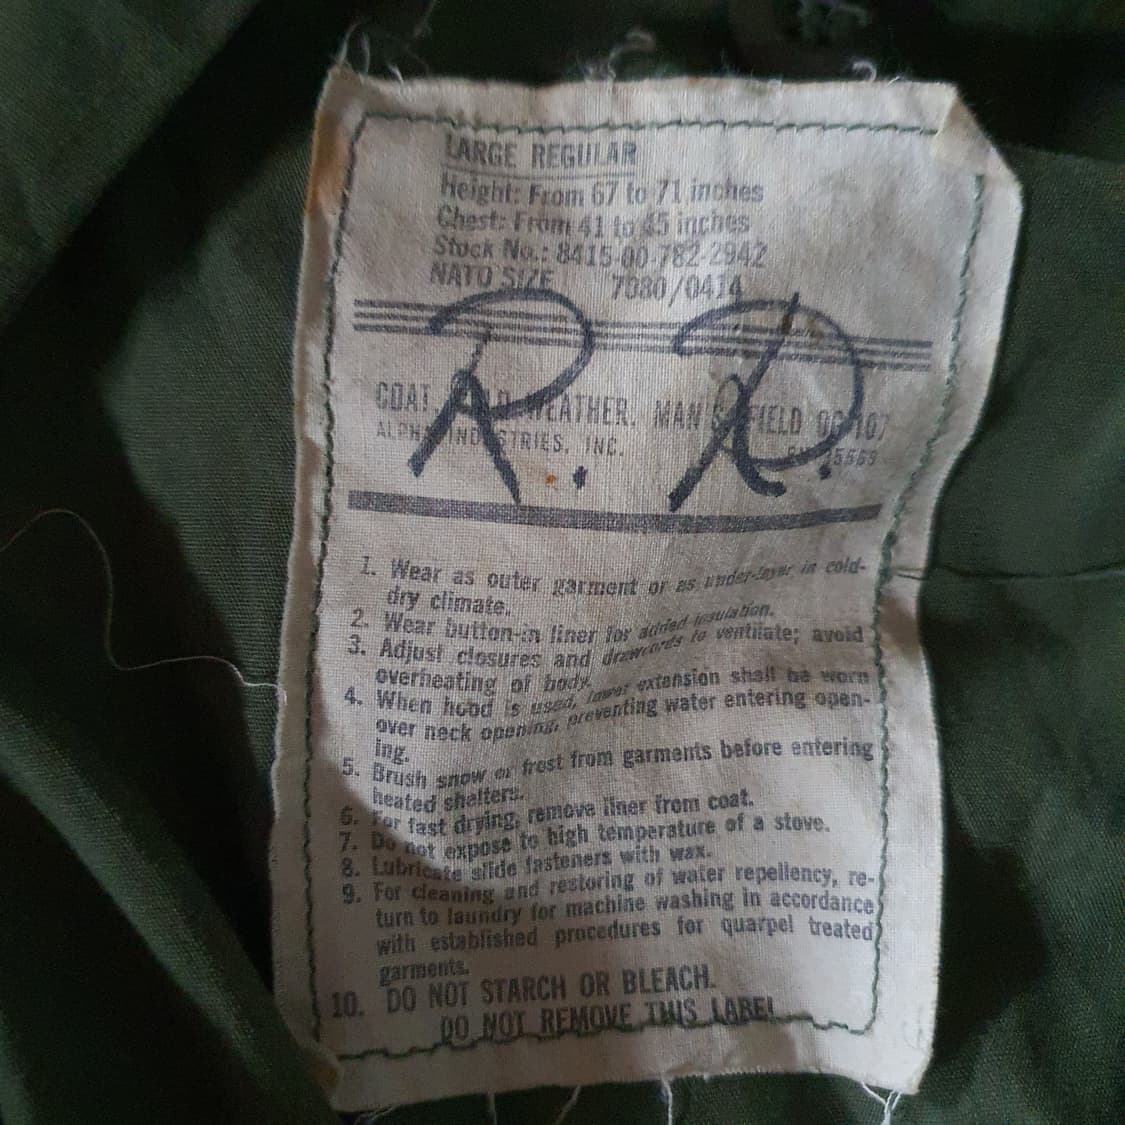 LARGE REGULAR
Height: From 67 to 71 inches
Chest: From 41 to 45 inches
Stock No.: 8415-00-782-2942
NATO SIZE 7080/0414
R. R.
COAT, COLD WEATHER, MAN'S, FIELD OG 107
ALPHA INDUSTRIES, INC.
1. Wear as outer garment or as under-layer in cold-
dry climate.
2. Wear button-in liner for added insulation.
3. Adjust closures and drawcords to ventilate; avoid
overheating of body.
4. When hood is used, lower extension shall be worn
over neck opening, preventing water entering open-
ing.
5. Brush snow or frost from garments before entering
heated shelters.
6. For fast drying, remove liner from coat.
7. Do not expose to high temperature of a stove.
8. Lubricate slide fasteners with wax.
9. For cleaning and restoring of water repellency, re-
turn to laundry for machine washing in accordance
with established procedures for quarpel treated
garments.
10. DO NOT STARCH OR BLEACH.
DO NOT REMOVE THIS LABEL